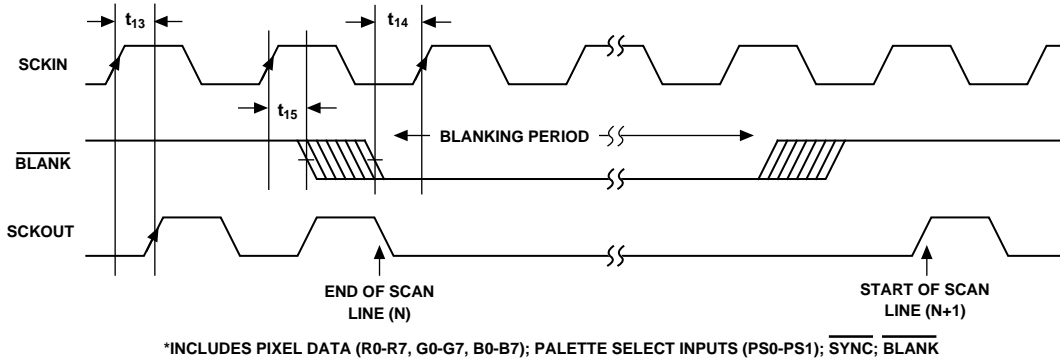 t13
t14
SCKIN
t15
BLANKING PERIOD
BLANK
SCKOUT
END OF SCAN
LINE (N)
START OF SCAN
LINE (N+1)
*INCLUDES PIXEL DATA (R0-R7, G0-G7, B0-B7); PALETTE SELECT INPUTS (PS0-PS1); SYNC; BLANK